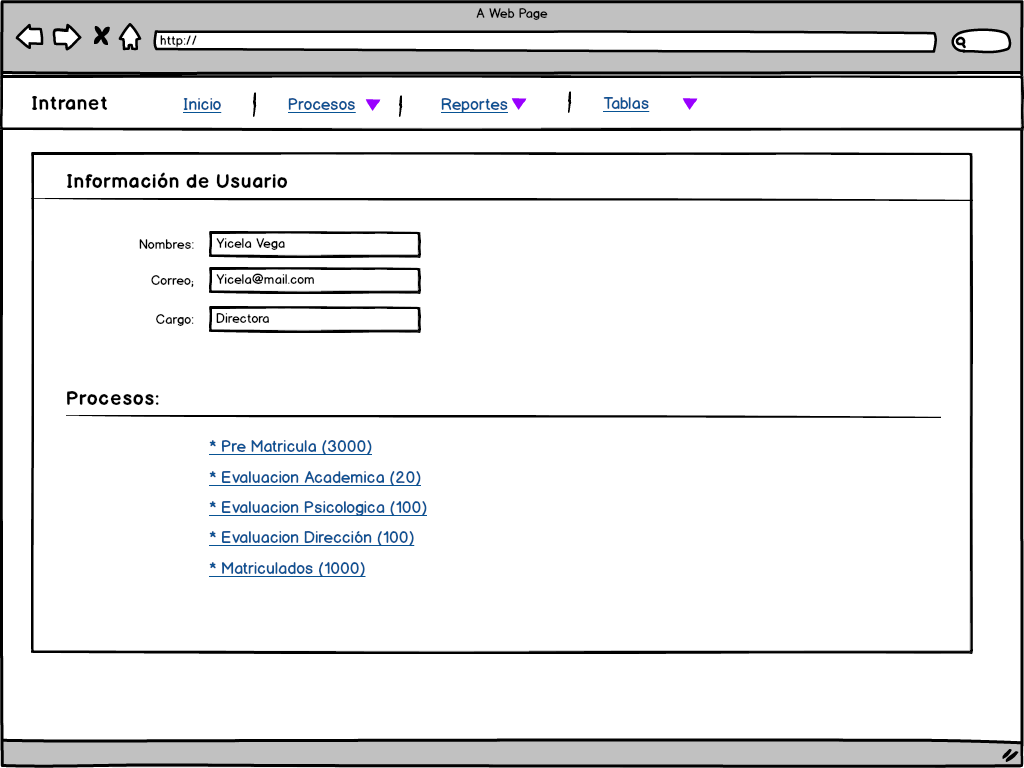 A Web Page
http://
Intranet Inicio Procesos Reportes Tablas
Información de Usuario
Nombres: Yicela Vega
Correo; Yicela@mail.com
Cargo: Directora
Procesos:
* Pre Matricula (3000)
* Evaluacion Academica (20)
* Evaluacion Psicologica (100)
* Evaluacion Dirección (100)
* Matriculados (1000)